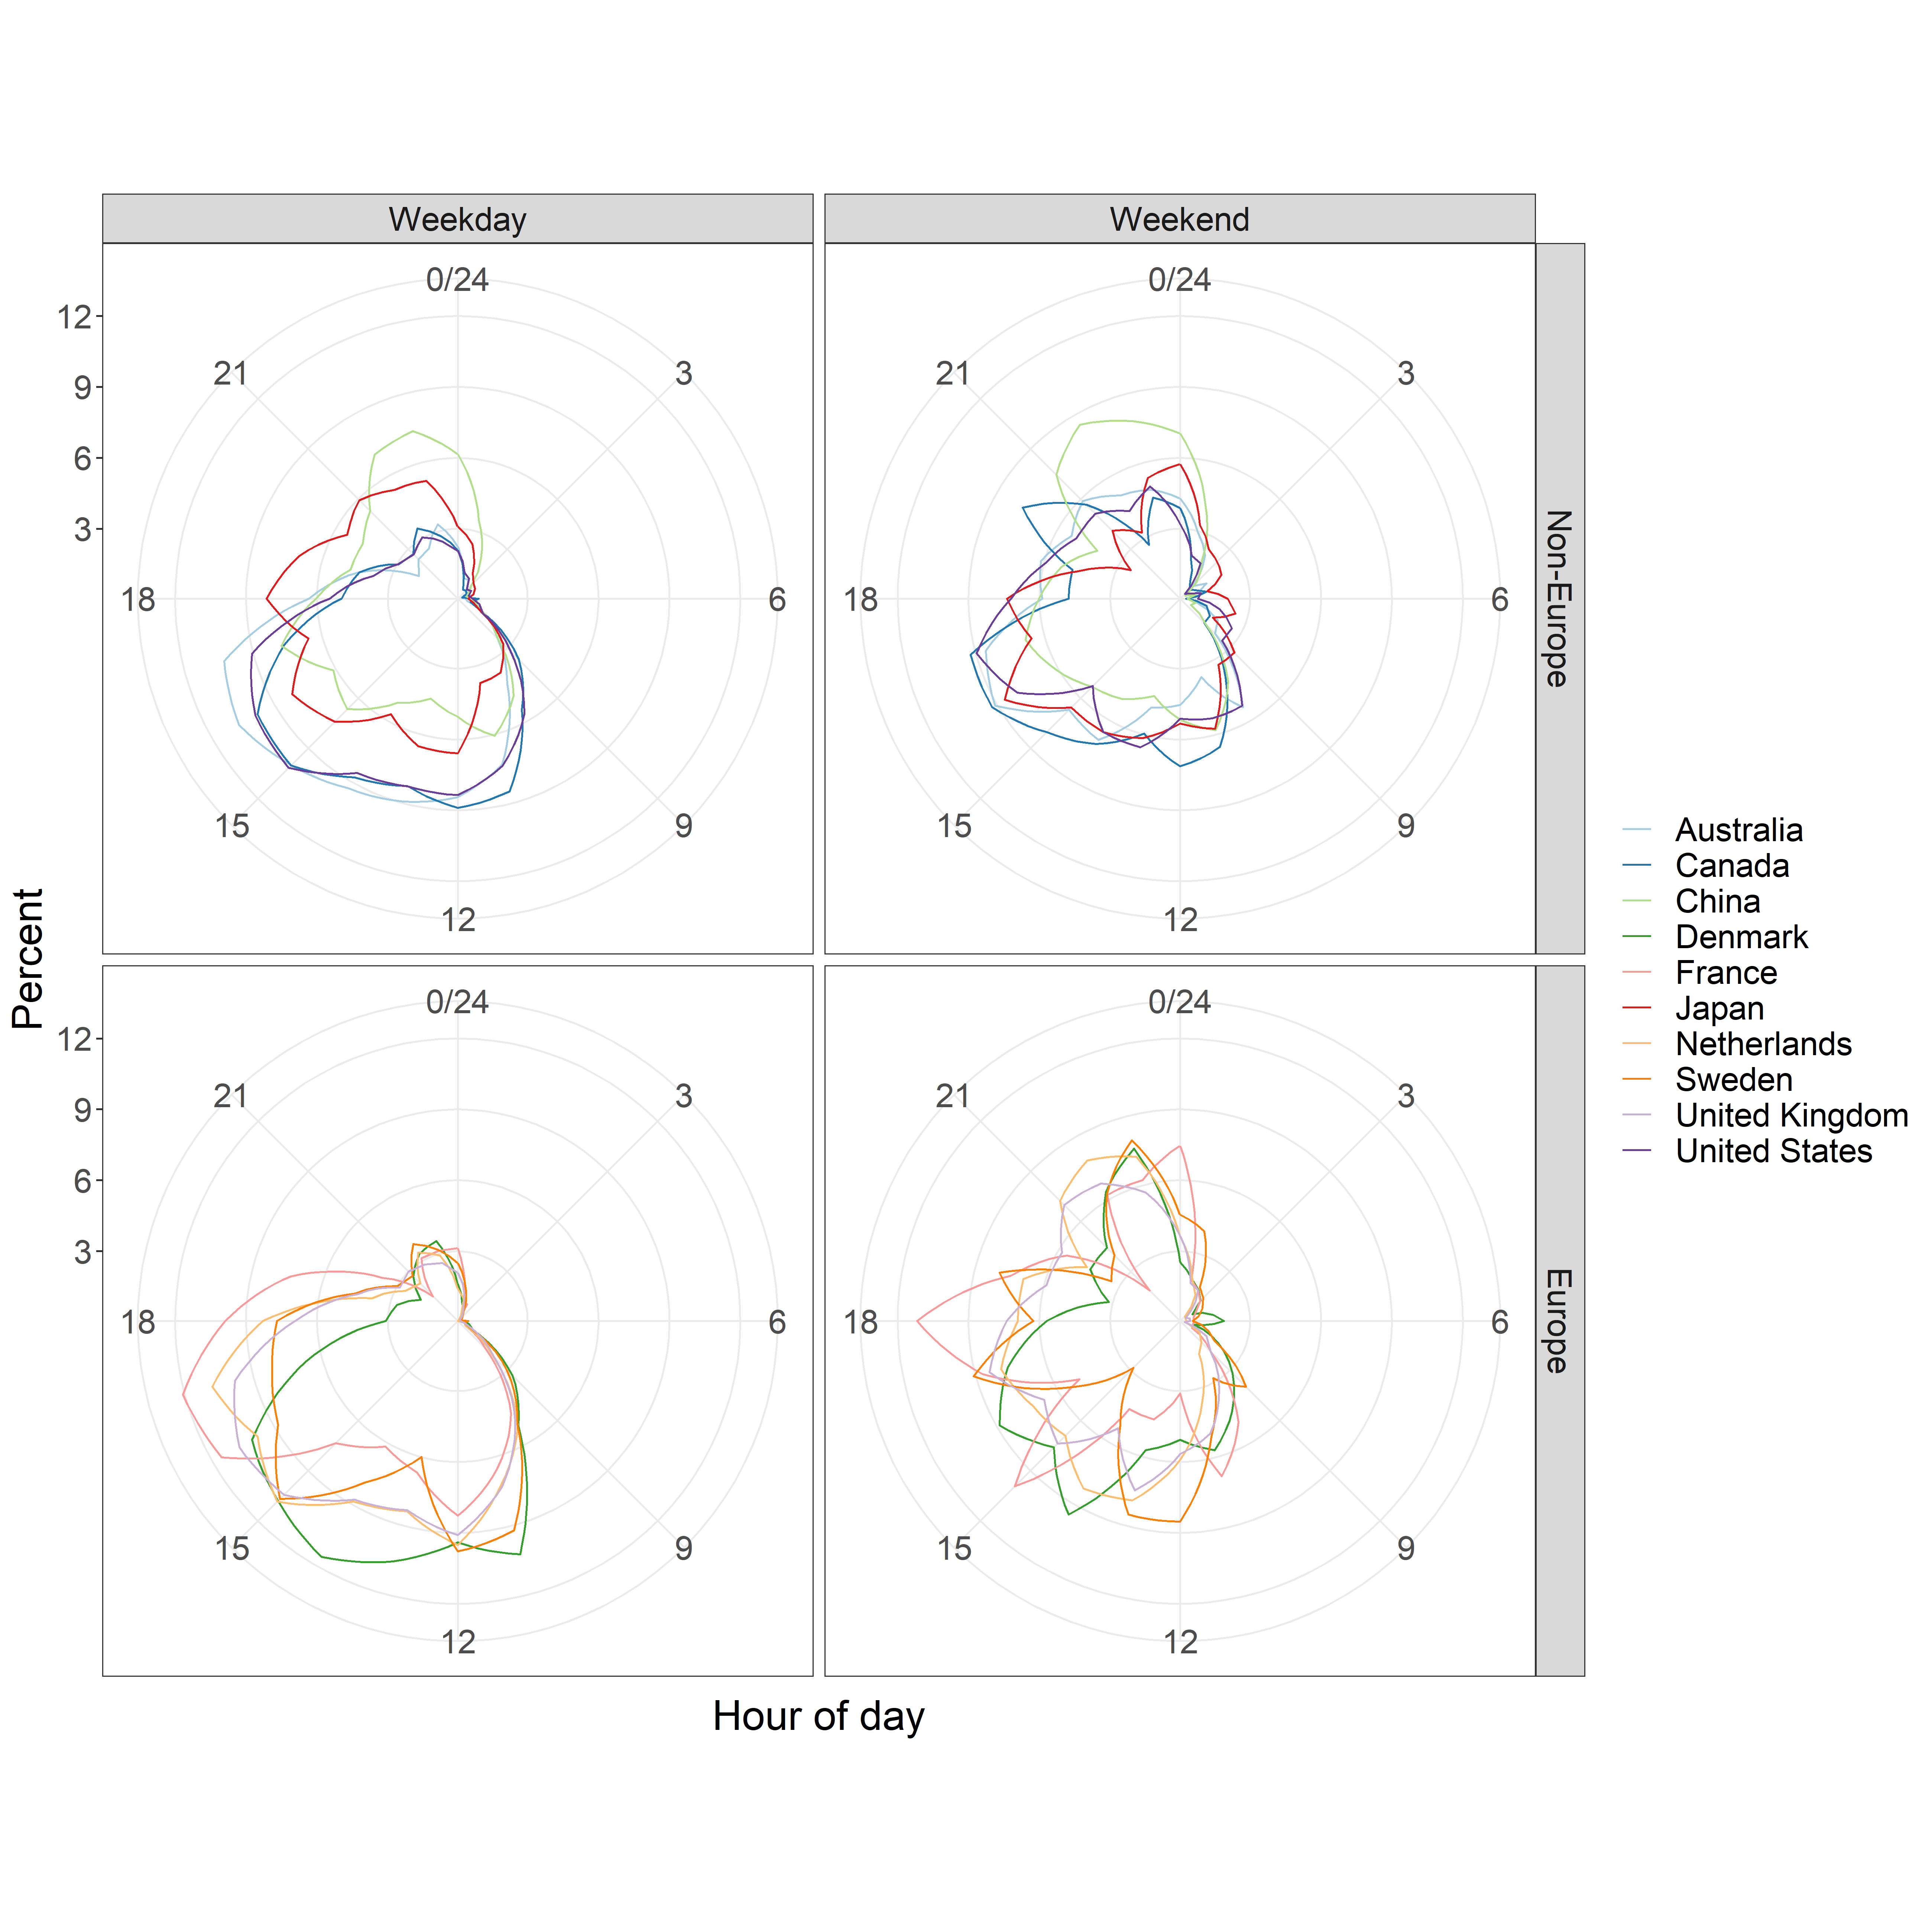 Weekday
Weekend
0/24
3
6
9
12
15
18
21
0/24
3
6
9
12
15
18
21
12
9
6
3
Non-Europe
0/24
3
6
9
12
15
18
21
0/24
3
6
9
12
15
18
21
12
9
6
3
Europe
Percent
Hour of day
Australia
Canada
China
Denmark
France
Japan
Netherlands
Sweden
United Kingdom
United States